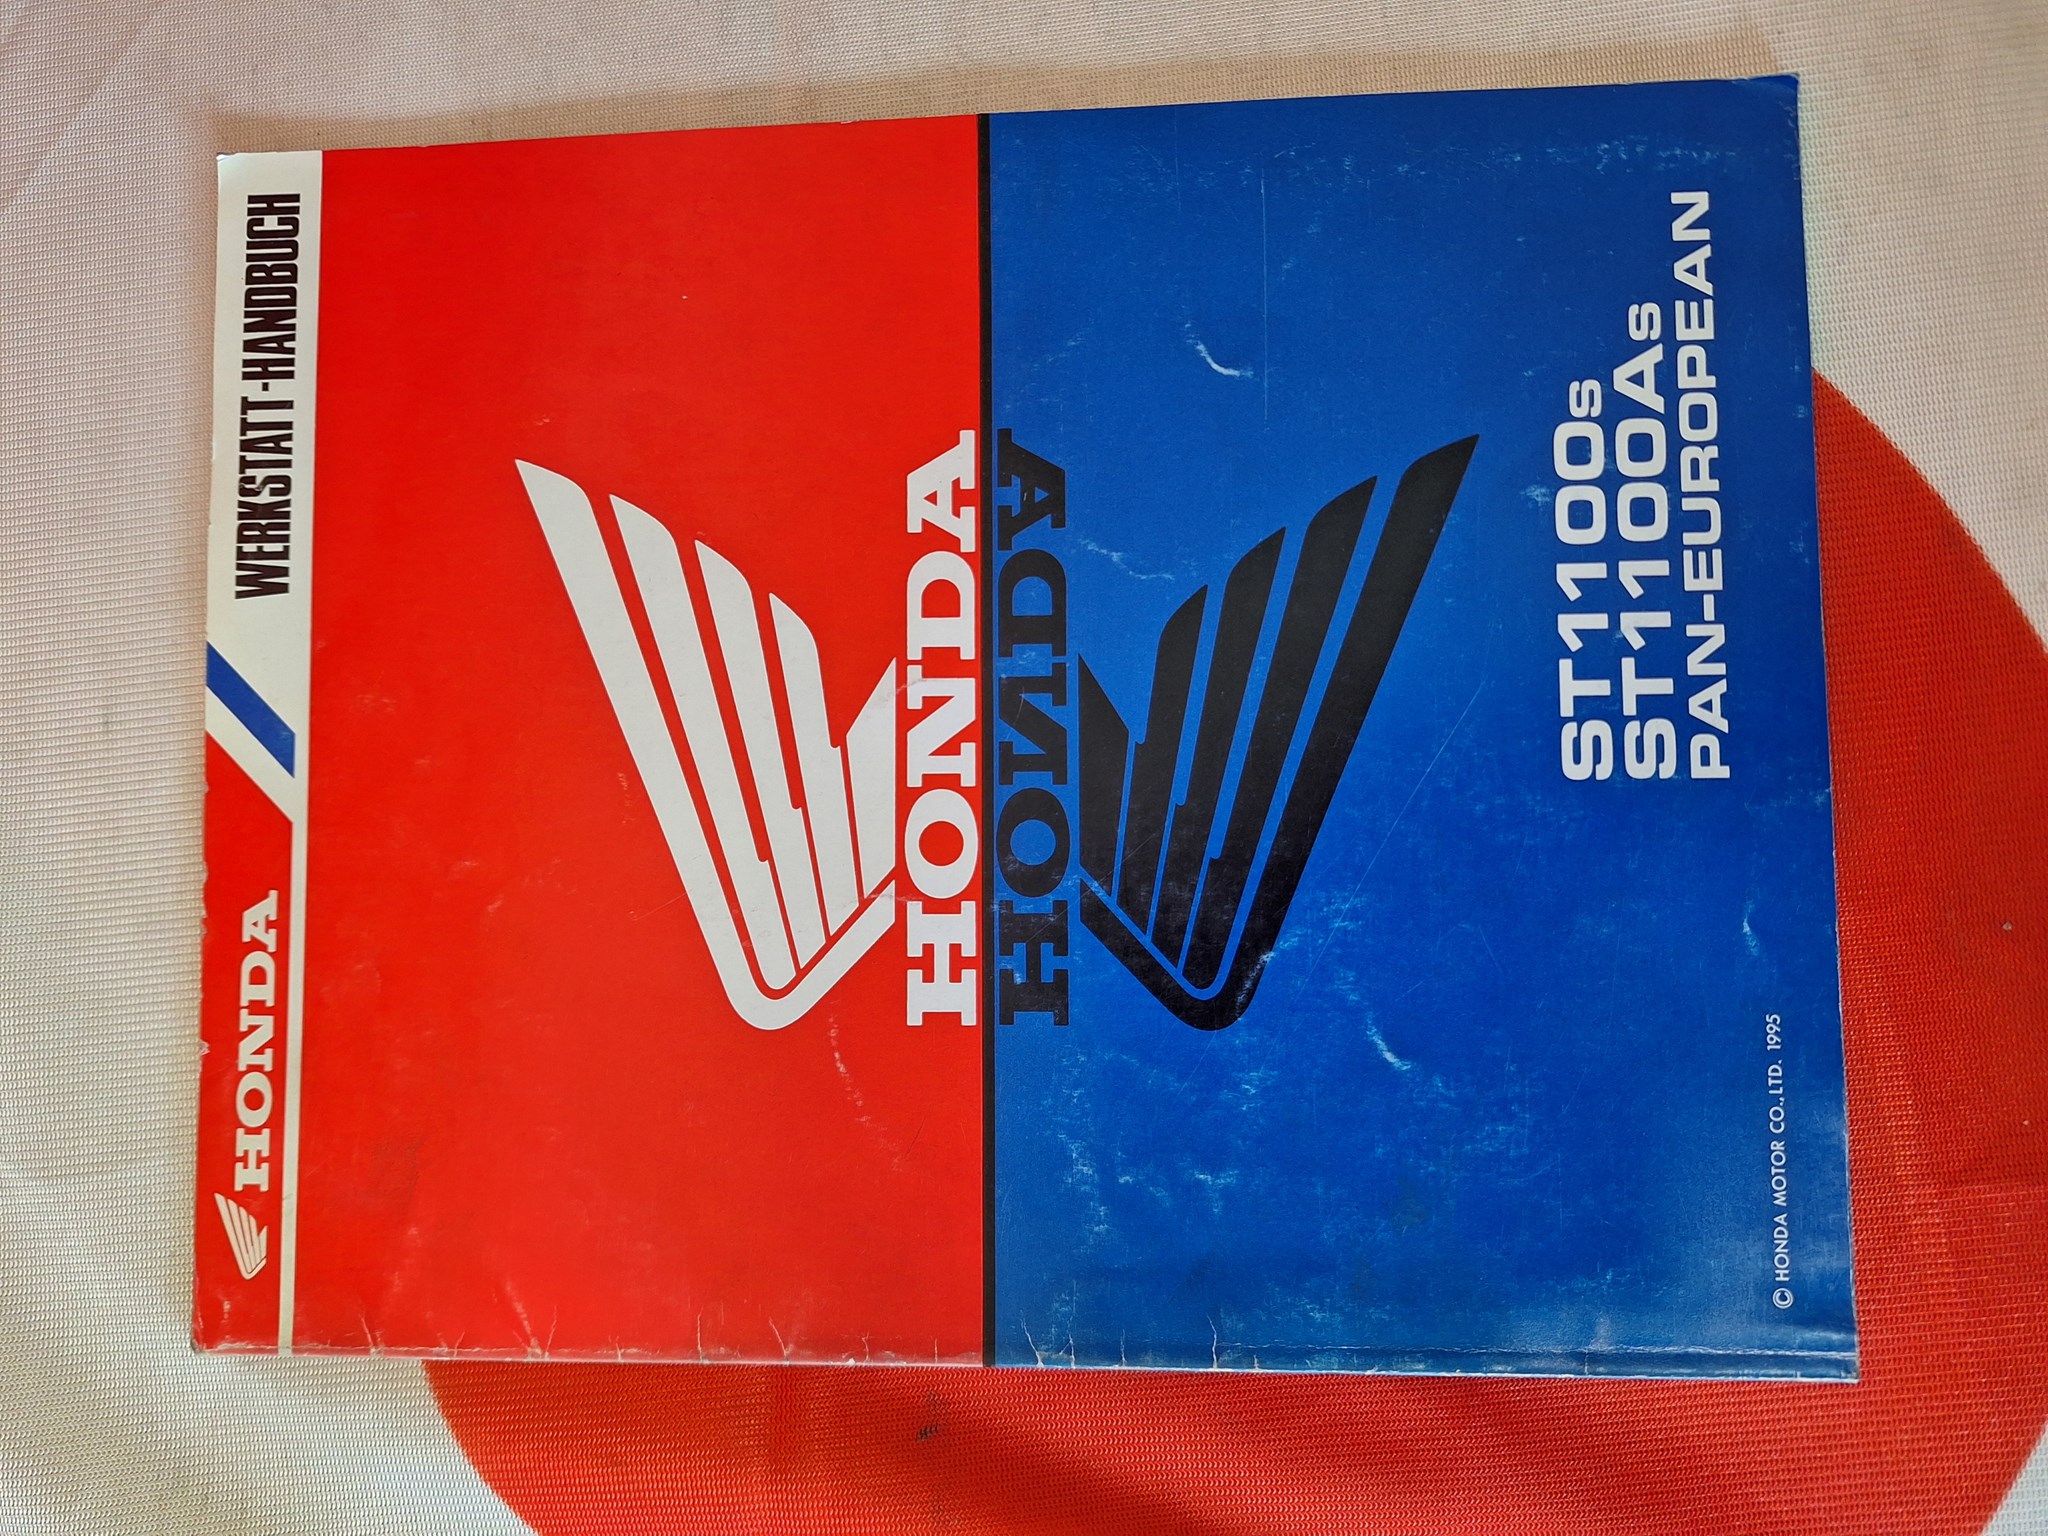 HONDA
WERKSTATT-HANDBUCH
HONDA
HONDA
ST1100s
ST1100As
PAN-EUROPEAN
© HONDA MOTOR CO.,LTD. 1995